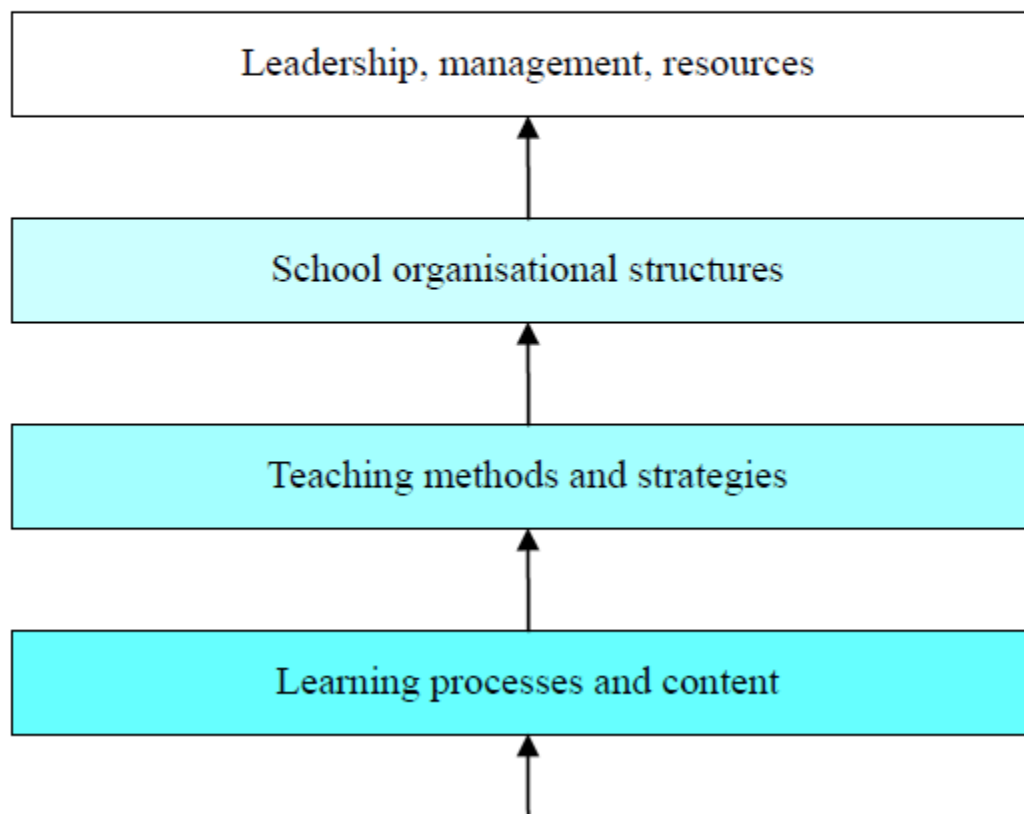 Leadership, management, resources
School organisational structures
Teaching methods and strategies
Learning processes and content